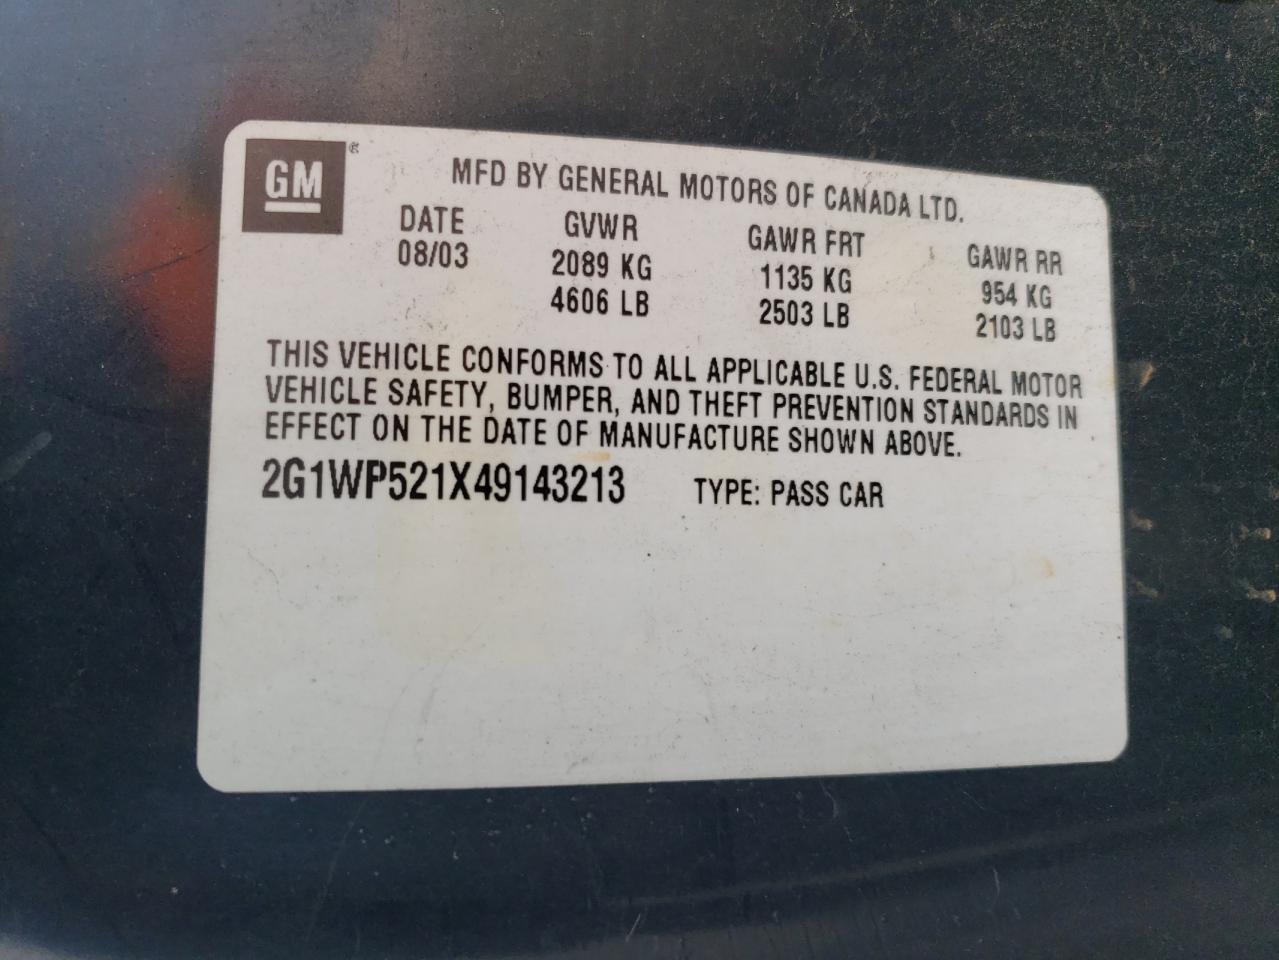 GM®
MFD BY GENERAL MOTORS OF CANADA LTD.
DATE GVWR GAWR FRT GAWR RR
08/03 2089 KG 1135 KG 954 KG
4606 LB 2503 LB 2103 LB
THIS VEHICLE CONFORMS TO ALL APPLICABLE U.S. FEDERAL MOTOR
VEHICLE SAFETY, BUMPER, AND THEFT PREVENTION STANDARDS IN
EFFECT ON THE DATE OF MANUFACTURE SHOWN ABOVE.
2G1WP521X49143213 TYPE: PASS CAR